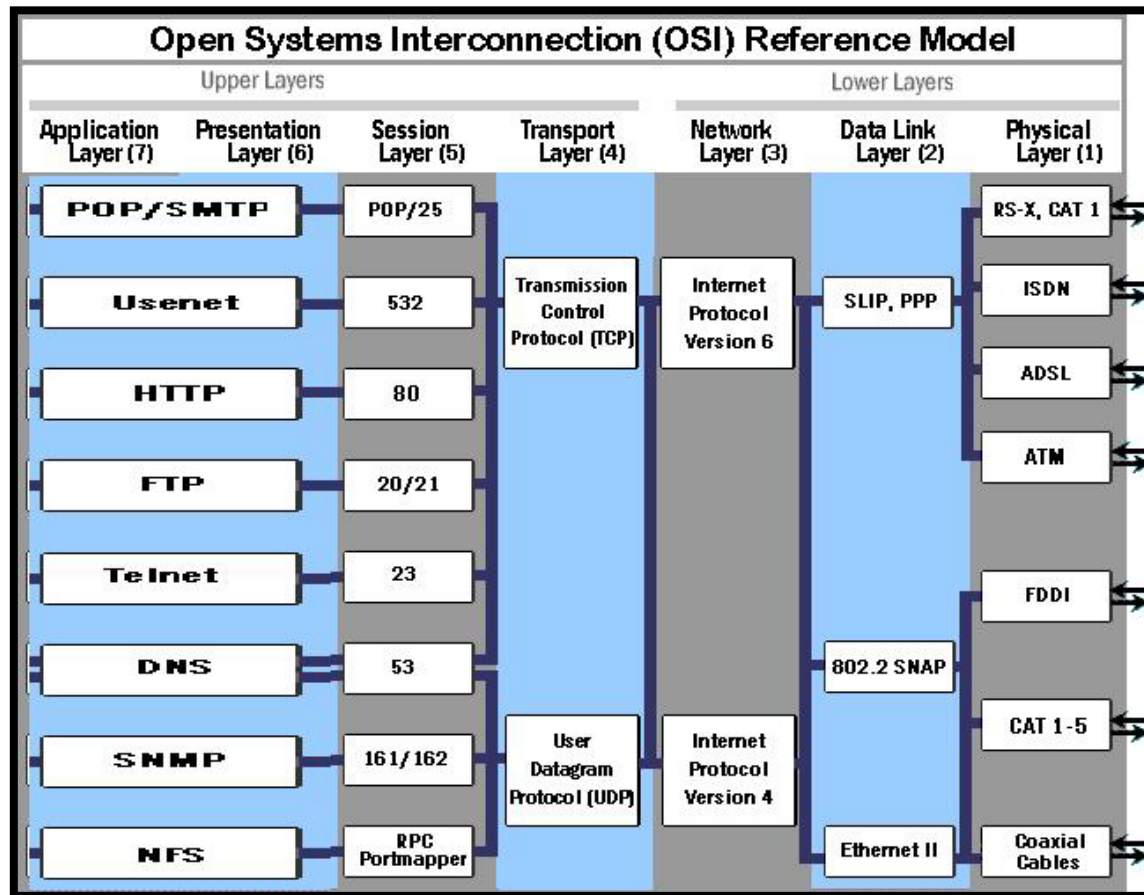 Open Systems Interconnection (OSI) Reference Model
Upper Layers
Lower Layers
Application
Layer (7)
Presentation
Layer (6)
Session
Layer (5)
Transport
Layer (4)
Network
Layer (3)
Data Link
Layer (2)
Physical
Layer (1)
POP/SMTP
POP/25
Usenet
532
HTTP
80
FTP
20/21
Telnet
23
DNS
53
SNMP
161/162
NFS
RPC
Portmapper
Transmission
Control
Protocol (TCP)
User
Datagram
Protocol (UDP)
Internet
Protocol
Version 6
Internet
Protocol
Version 4
SLIP, PPP
802.2 SNAP
Ethernet II
RS-X, CAT 1
ISDN
ADSL
ATM
FDDI
CAT 1-5
Coaxial
Cables